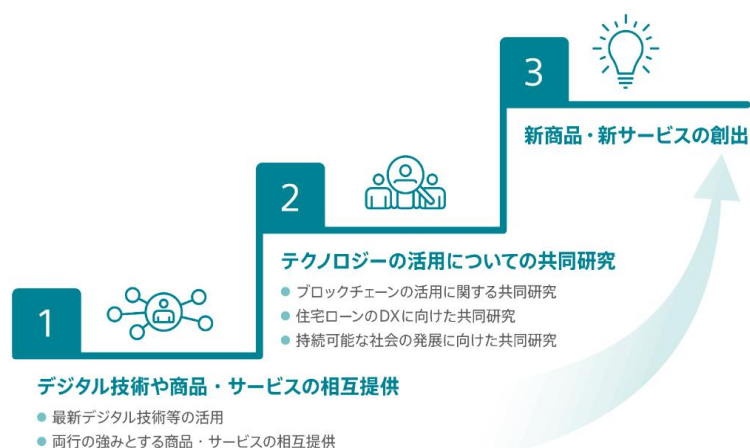 1
デジタル技術や商品・サービスの相互提供
● 最新デジタル技術等の活用
● 両行の強みとする商品・サービスの相互提供
2
テクノロジーの活用についての共同研究
● ブロックチェーンの活用に関する共同研究
● 住宅ローンのDXに向けた共同研究
● 持続可能な社会の発展に向けた共同研究
3
新商品・新サービスの創出